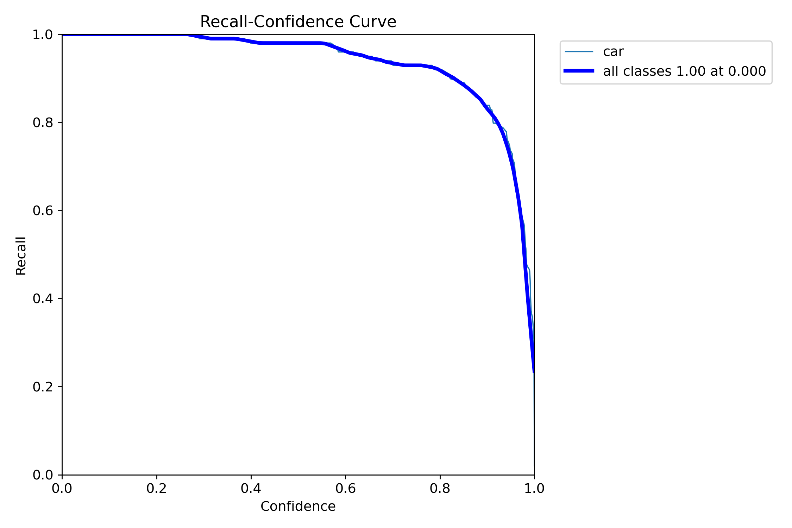 Recall-Confidence Curve
1.0
0.8
0.6
0.4
0.2
0.0
Recall
0.0 0.2 0.4 0.6 0.8 1.0
Confidence
car
all classes 1.00 at 0.000